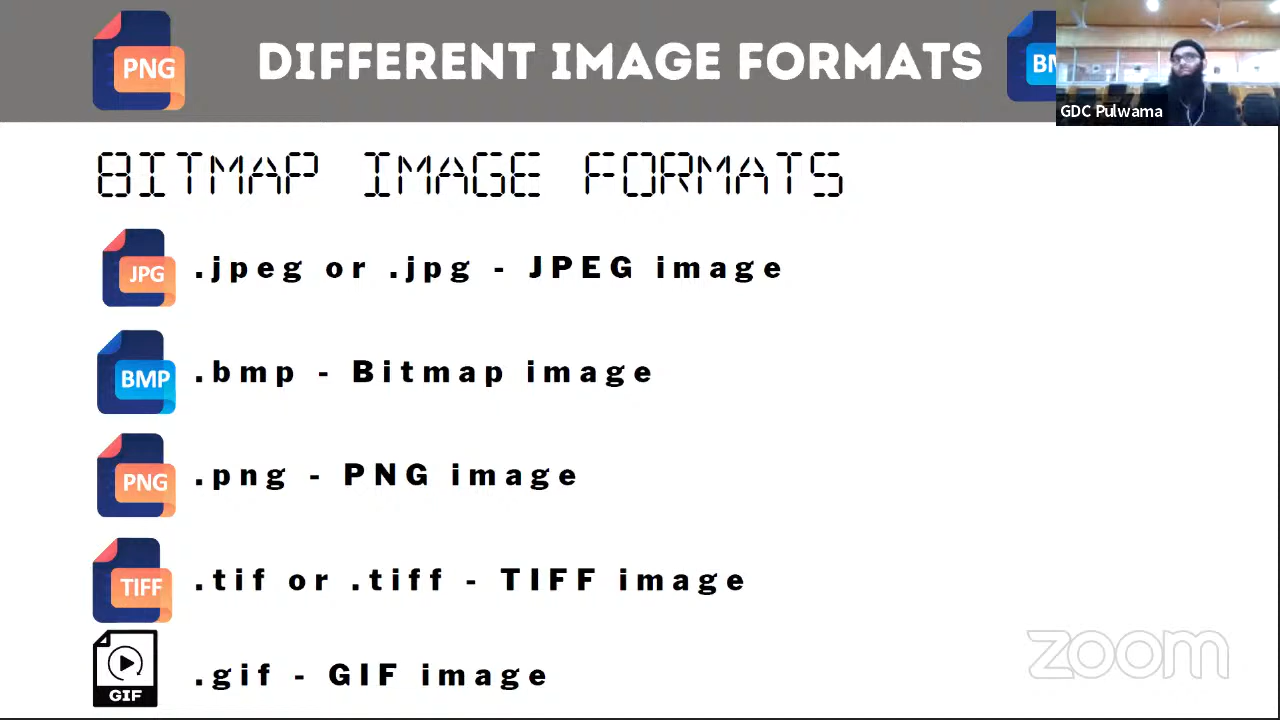 PNG
DIFFERENT IMAGE FORMATS
BM
GDC Pulwama
BITMAP IMAGE FORMATS
JPG
.jpeg or .jpg - JPEG image
BMP
.bmp - Bitmap image
PNG
.png - PNG image
TIFF
.tif or .tiff - TIFF image
GIF
.gif - GIF image
zoom